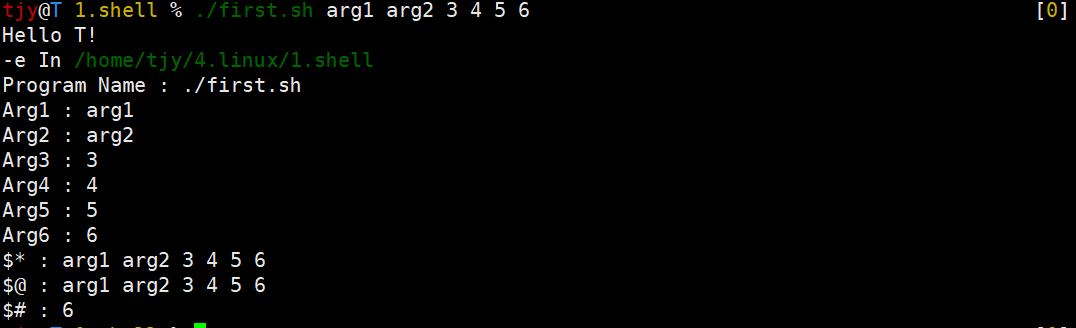 tjy@T 1.shell % ./first.sh arg1 arg2 3 4 5 6 [0]
Hello T!
-e In /home/tjy/4.linux/1.shell
Program Name : ./first.sh
Arg1 : arg1
Arg2 : arg2
Arg3 : 3
Arg4 : 4
Arg5 : 5
Arg6 : 6
$* : arg1 arg2 3 4 5 6
$@ : arg1 arg2 3 4 5 6
$# : 6